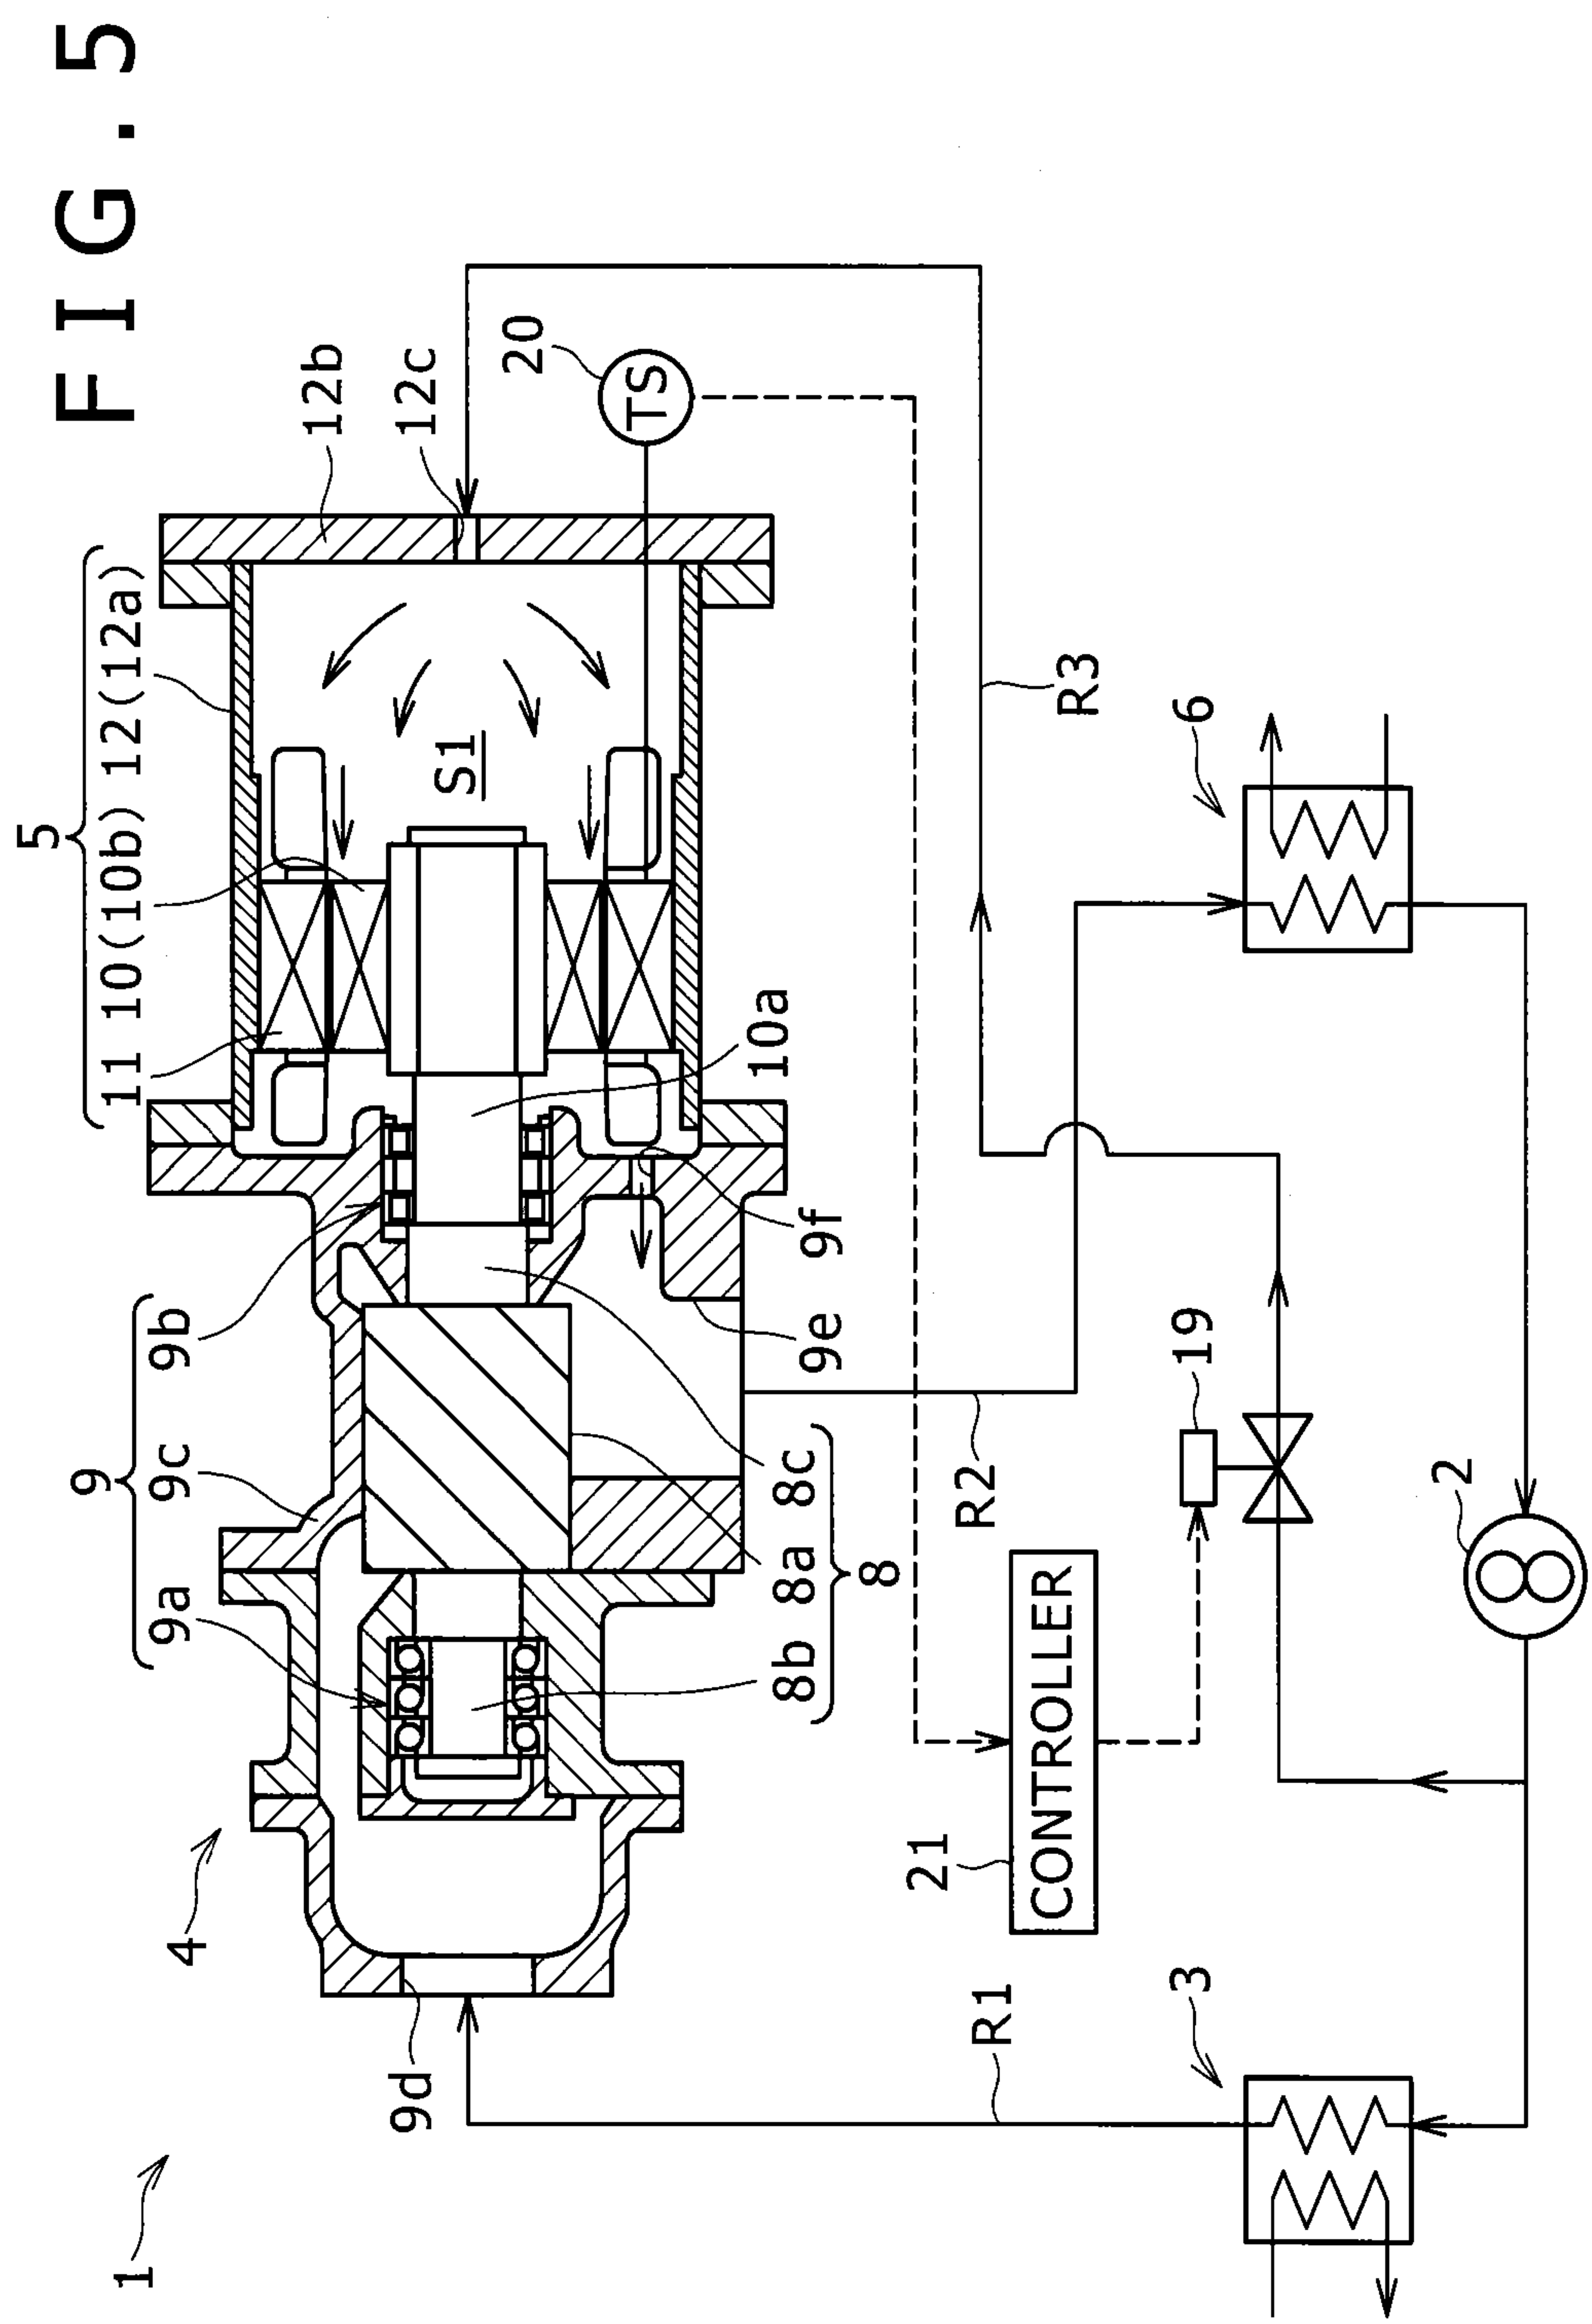 FIG. 5
5
11 10(10b) 12(12a)
12b
12c
20
TS
S1
10a
9
9a 9c 9b
9f
9e
8b 8a 8c
8
4
9d
1
R1
R2
R3
21
CONTROLLER
19
3
6
2